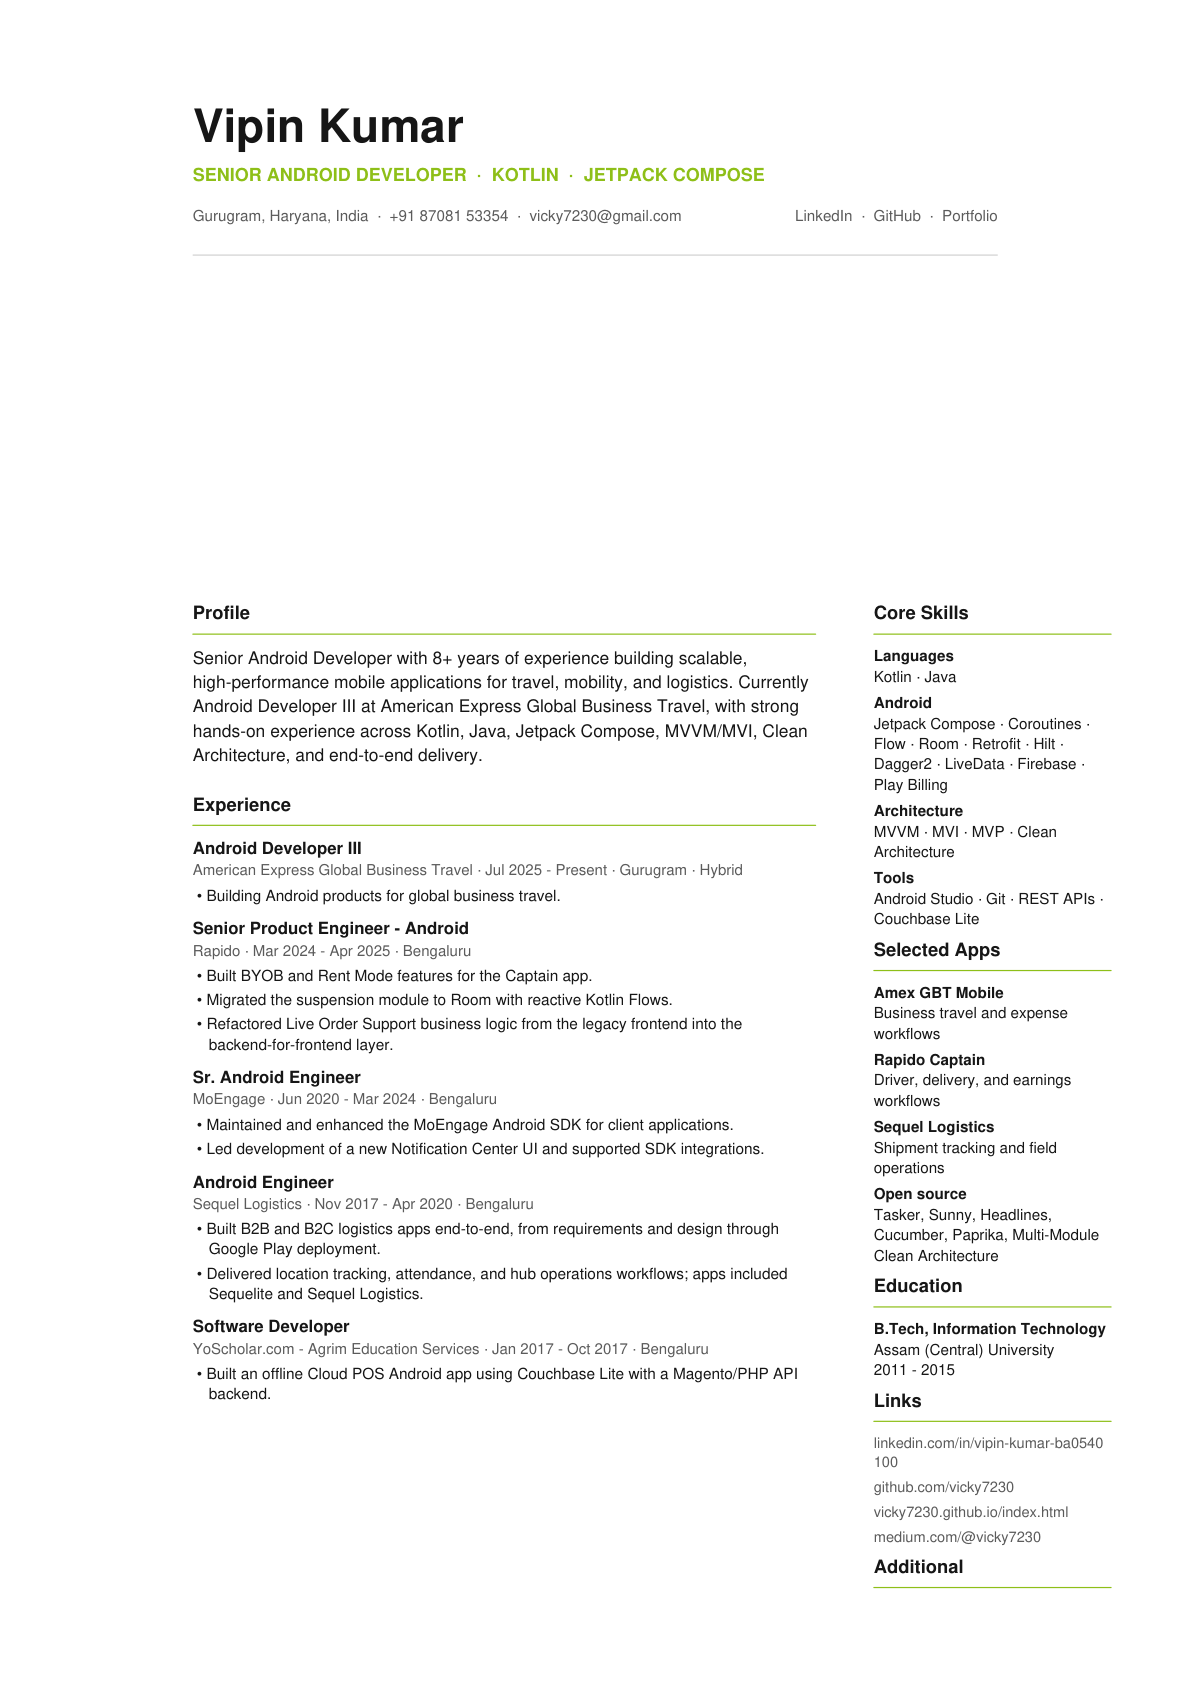 Vipin Kumar
SENIOR ANDROID DEVELOPER · KOTLIN · JETPACK COMPOSE
Gurugram, Haryana, India · +91 87081 53354 · vicky7230@gmail.com
LinkedIn · GitHub · Portfolio
Profile
Senior Android Developer with 8+ years of experience building scalable,
high-performance mobile applications for travel, mobility, and logistics. Currently
Android Developer III at American Express Global Business Travel, with strong
hands-on experience across Kotlin, Java, Jetpack Compose, MVVM/MVI, Clean
Architecture, and end-to-end delivery.
Experience
Android Developer III
American Express Global Business Travel · Jul 2025 - Present · Gurugram · Hybrid
• Building Android products for global business travel.
Senior Product Engineer - Android
Rapido · Mar 2024 - Apr 2025 · Bengaluru
• Built BYOB and Rent Mode features for the Captain app.
• Migrated the suspension module to Room with reactive Kotlin Flows.
• Refactored Live Order Support business logic from the legacy frontend into the
backend-for-frontend layer.
Sr. Android Engineer
MoEngage · Jun 2020 - Mar 2024 · Bengaluru
• Maintained and enhanced the MoEngage Android SDK for client applications.
• Led development of a new Notification Center UI and supported SDK integrations.
Android Engineer
Sequel Logistics · Nov 2017 - Apr 2020 · Bengaluru
• Built B2B and B2C logistics apps end-to-end, from requirements and design through
Google Play deployment.
• Delivered location tracking, attendance, and hub operations workflows; apps included
Sequelite and Sequel Logistics.
Software Developer
YoScholar.com - Agrim Education Services · Jan 2017 - Oct 2017 · Bengaluru
• Built an offline Cloud POS Android app using Couchbase Lite with a Magento/PHP API
backend.
Core Skills
Languages
Kotlin · Java
Android
Jetpack Compose · Coroutines ·
Flow · Room · Retrofit · Hilt ·
Dagger2 · LiveData · Firebase ·
Play Billing
Architecture
MVVM · MVI · MVP · Clean
Architecture
Tools
Android Studio · Git · REST APIs ·
Couchbase Lite
Selected Apps
Amex GBT Mobile
Business travel and expense
workflows
Rapido Captain
Driver, delivery, and earnings
workflows
Sequel Logistics
Shipment tracking and field
operations
Open source
Tasker, Sunny, Headlines,
Cucumber, Paprika, Multi-Module
Clean Architecture
Education
B.Tech, Information Technology
Assam (Central) University
2011 - 2015
Links
linkedin.com/in/vipin-kumar-ba0540
100
github.com/vicky7230
vicky7230.github.io/index.html
medium.com/@vicky7230
Additional